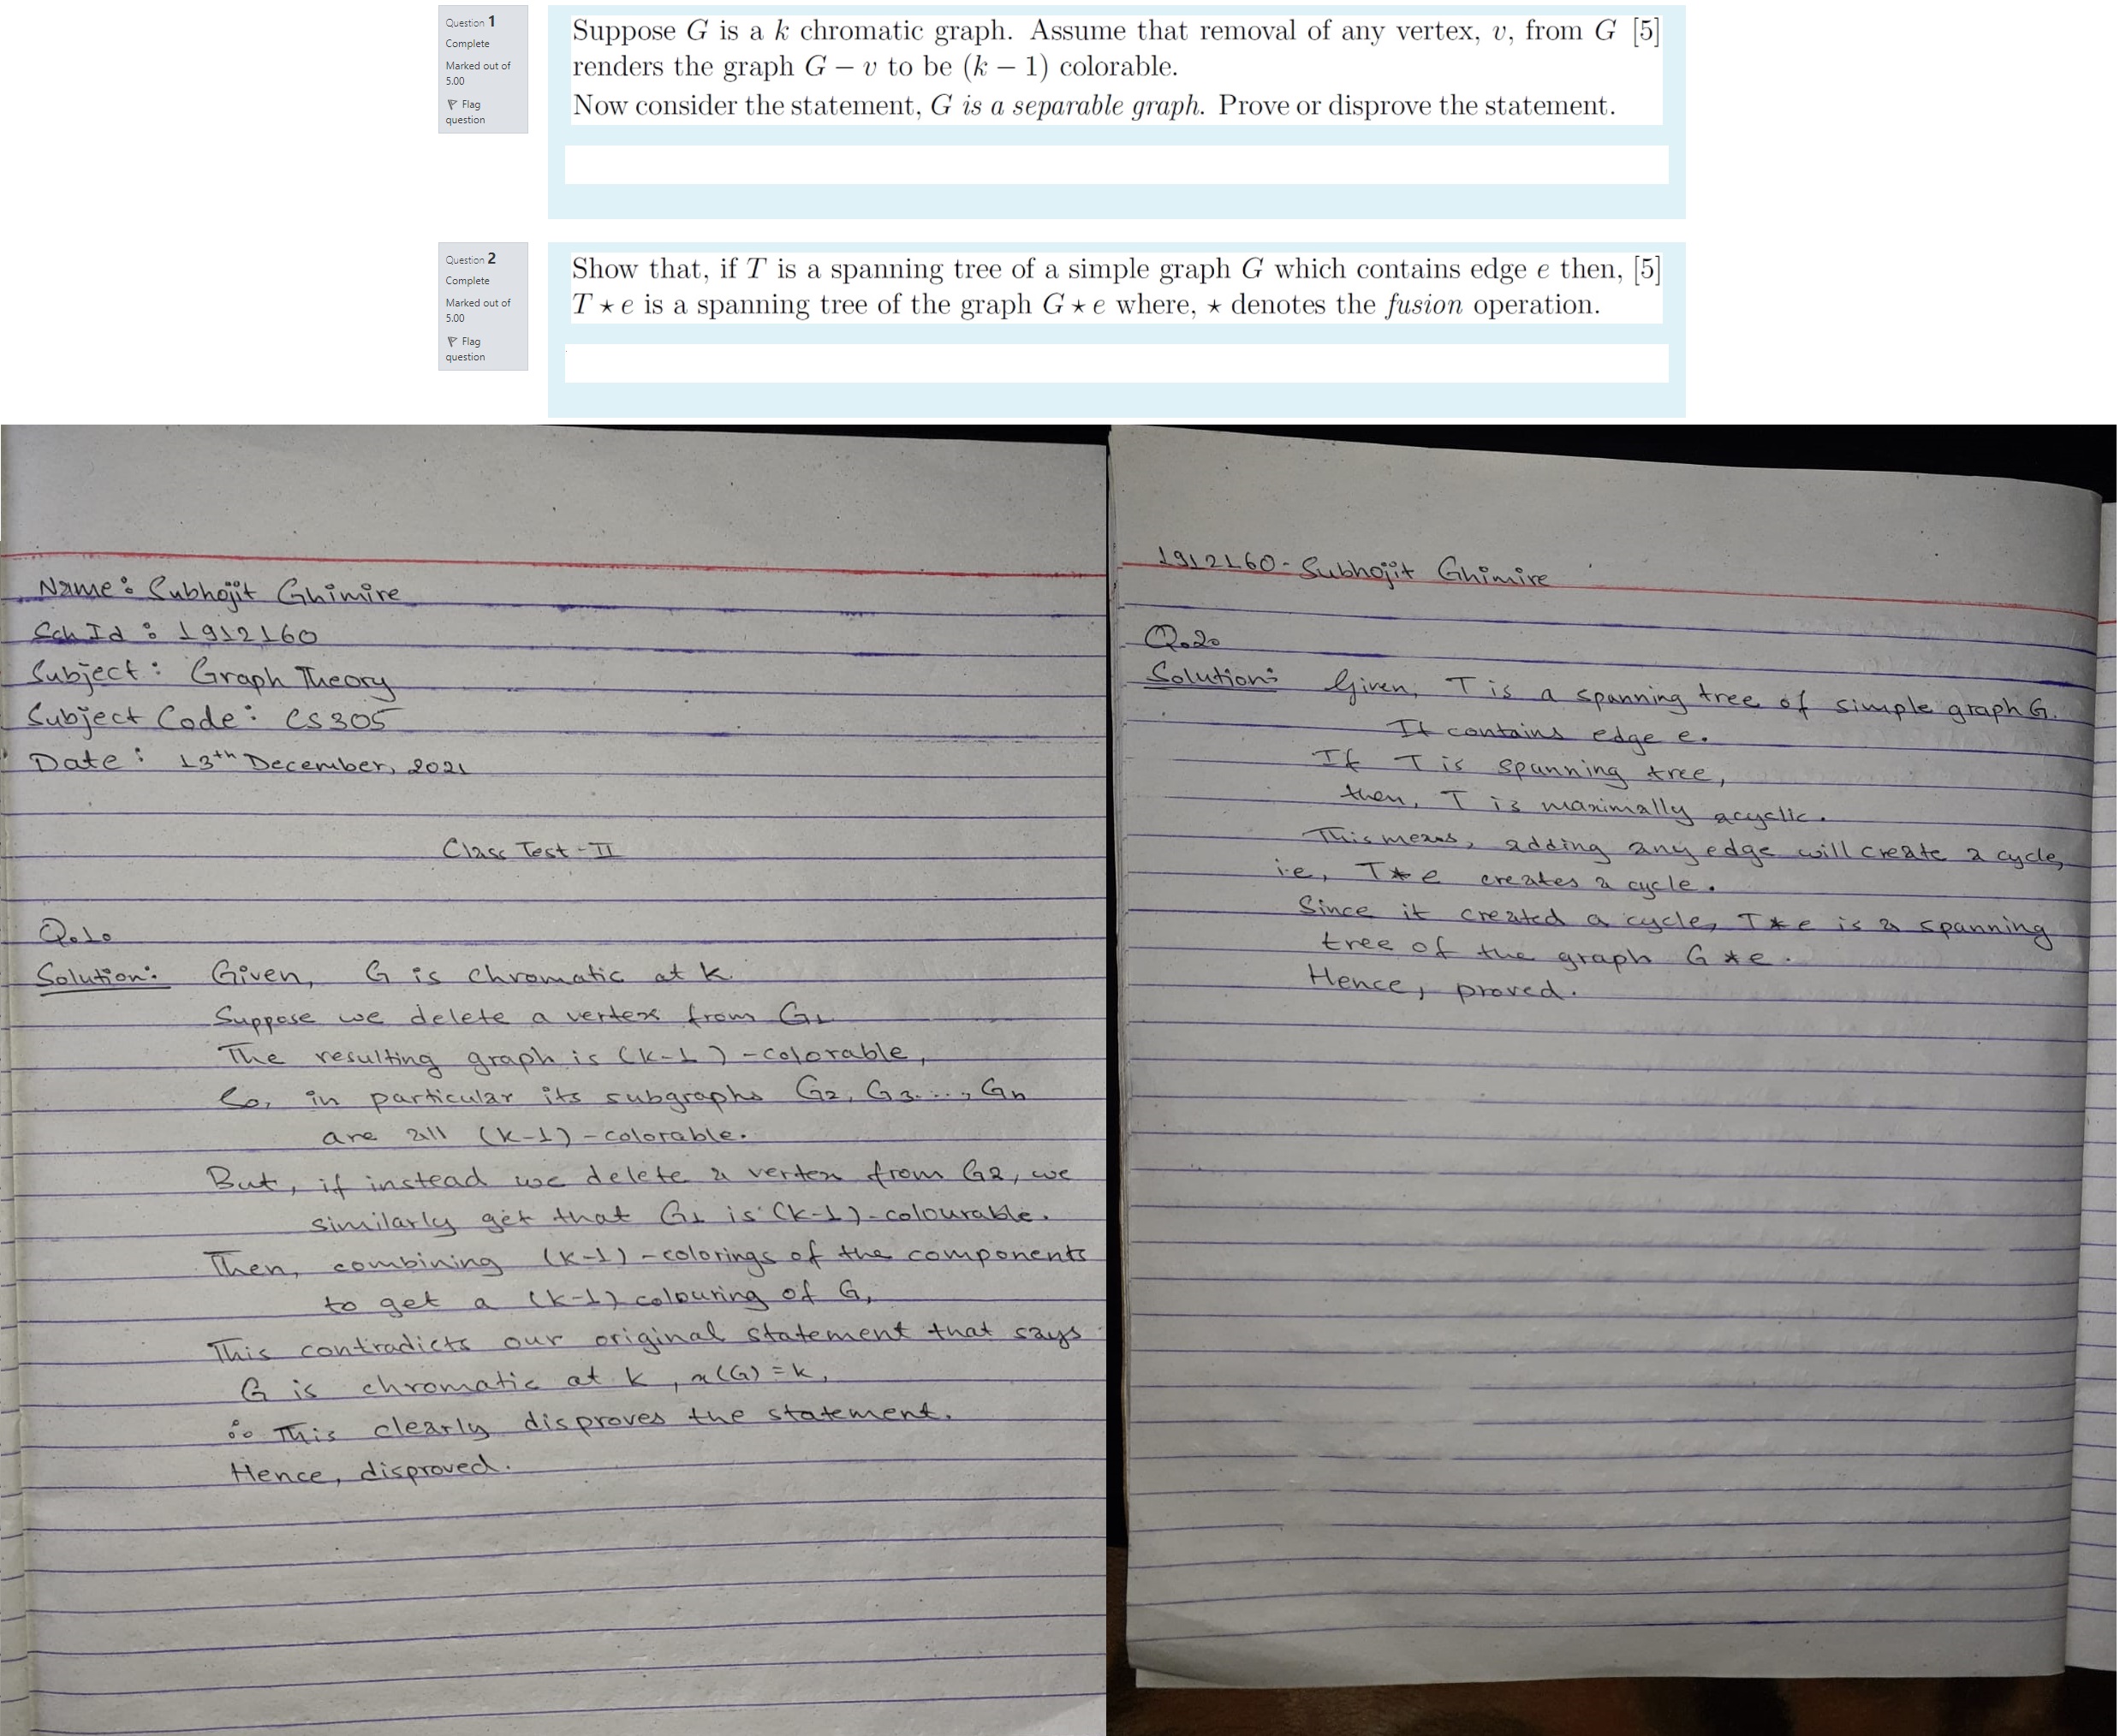 Question 1
Complete
Marked out of
5.00
Flag
question
Suppose G is a k chromatic graph. Assume that removal of any vertex, v, from G [5]
renders the graph G − v to be (k − 1) colorable.
Now consider the statement, G is a separable graph. Prove or disprove the statement.
Question 2
Complete
Marked out of
5.00
Flag
question
Show that, if T is a spanning tree of a simple graph G which contains edge e then, [5]
T ⋆ e is a spanning tree of the graph G ⋆ e where, ⋆ denotes the fusion operation.
Name: Subhojit Ghimire
Sch Id : 1912160
Subject: Graph Theory
Subject Code: CS305
Date: 13th December, 2021
Class Test - II
Q.1.
Solution: Given, G is chromatic at k.
Suppose we delete a vertex from G1
The resulting graph is (k-1)-colorable,
So, in particular its subgraphs G2, G3...., Gn
are all (k-1)-colorable.
But, if instead we delete a vertex from G2, we
similarly get that G1 is (k-1)-colourable.
Then, combining (k-1)-colorings of the components
to get a (k-1) colouring of G,
This contradicts our original statement that says
G is chromatic at k, x(G) = k,
∴ This clearly disproves the statement.
Hence, disproved.
1912160-Subhojit Ghimire
Q.2.
Solution: Given, T is a spanning tree of simple graph G.
It contains edge e.
If T is spanning tree,
then, T is maximally acyclic.
This means, adding any edge will create a cycle,
i.e, T*e creates a cycle.
Since it created a cycle, T*e is a spanning
tree of the graph G*e.
Hence, proved.